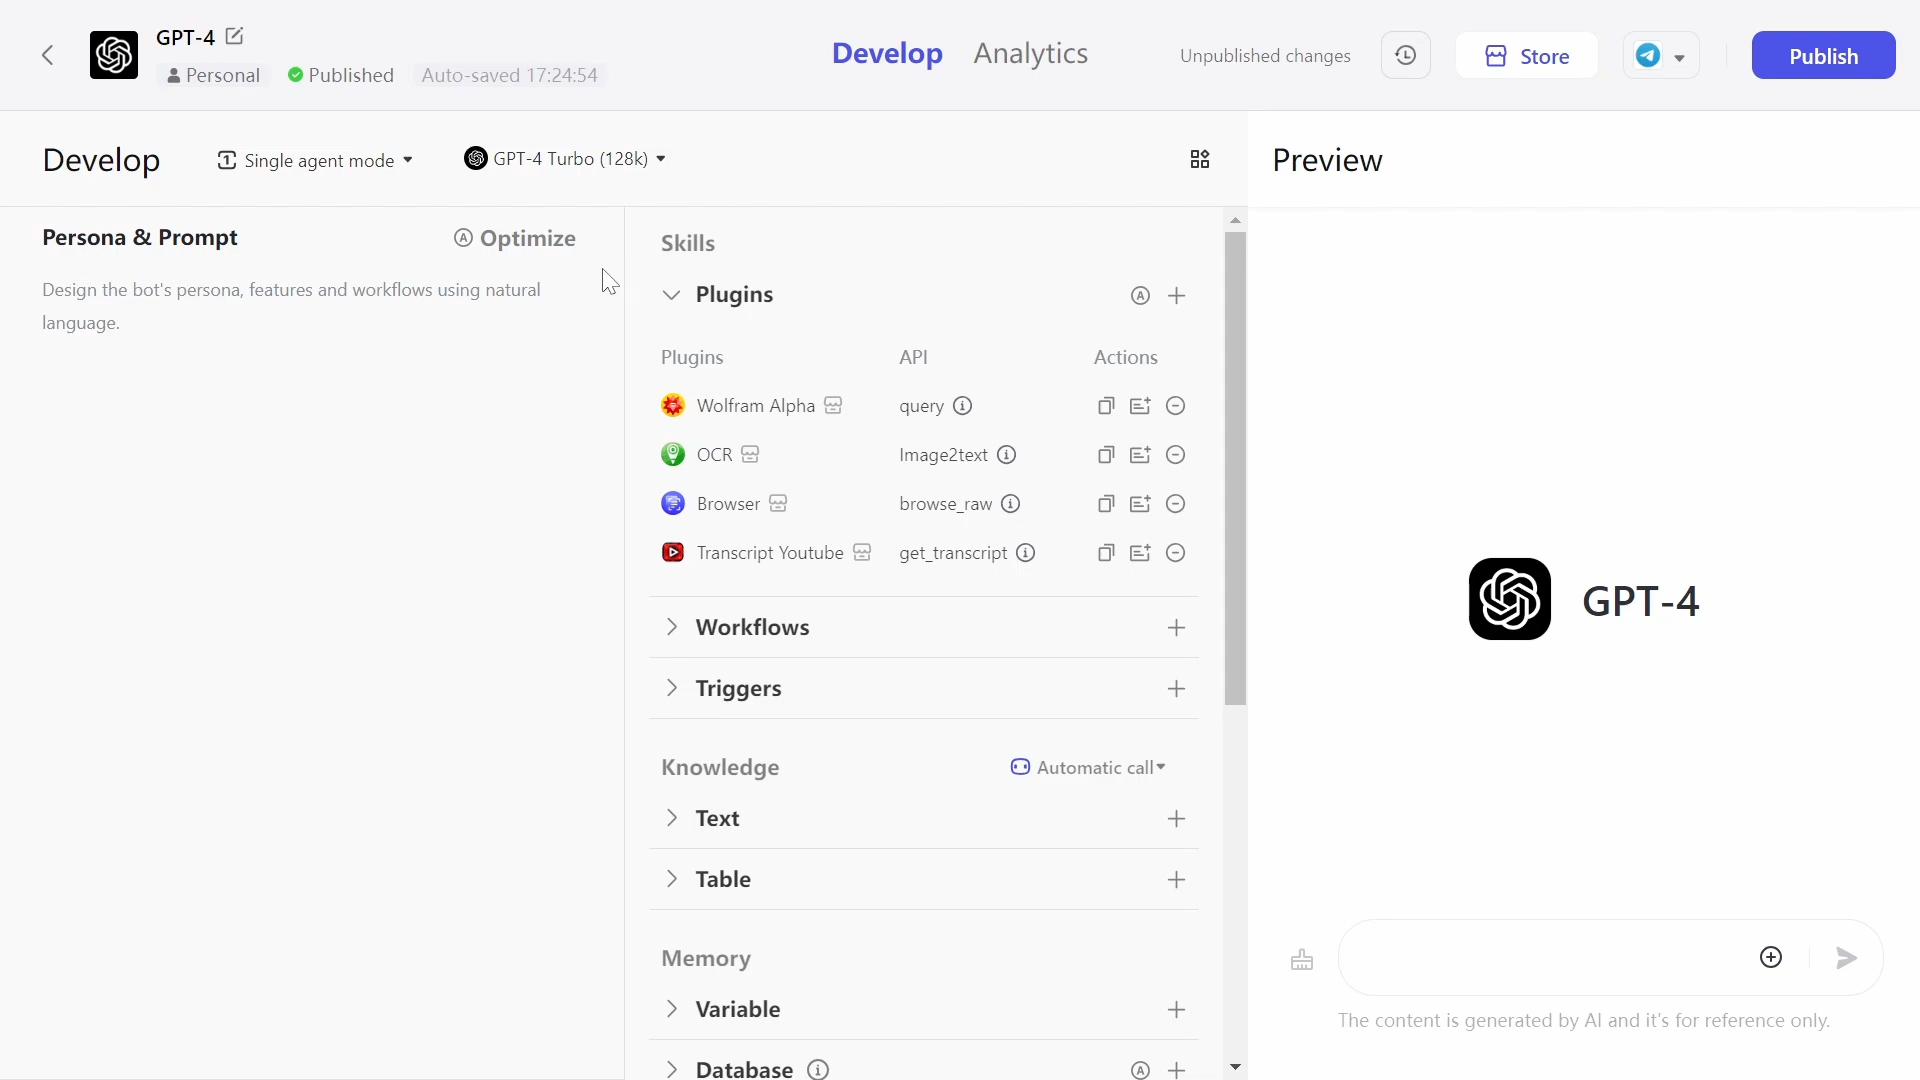 GPT-4
Personal
Published
Auto-saved 17:24:54
Develop
Analytics
Unpublished changes
Store
Publish
Develop
Single agent mode
GPT-4 Turbo (128k)
Preview
Persona & Prompt
Optimize
Design the bot's persona, features and workflows using natural
language.
Skills
Plugins
Plugins API Actions
Wolfram Alpha query
OCR Image2text
Browser browse_raw
Transcript Youtube get_transcript
Workflows
Triggers
Knowledge
Automatic call
Text
Table
Memory
Variable
Database
GPT-4
The content is generated by AI and it's for reference only.